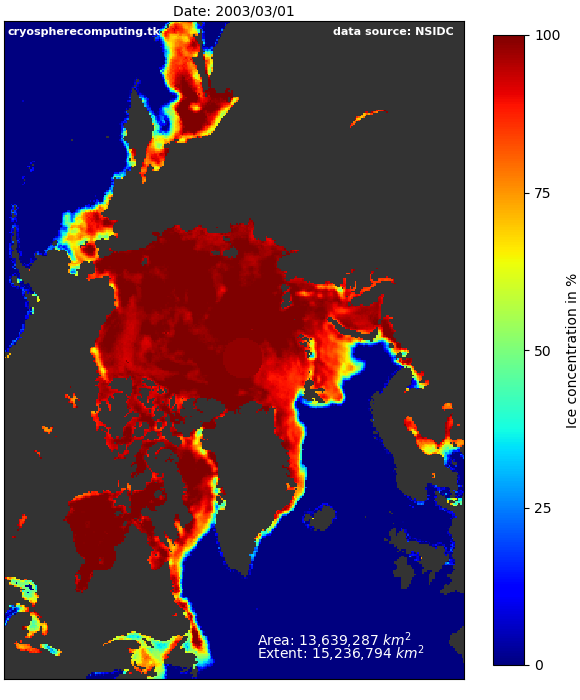 Date: 2003/03/01
cryospherecomputing.tk
data source: NSIDC
100
75
50
25
0
Ice concentration in %
Area: 13,639,287 km²
Extent: 15,236,794 km²